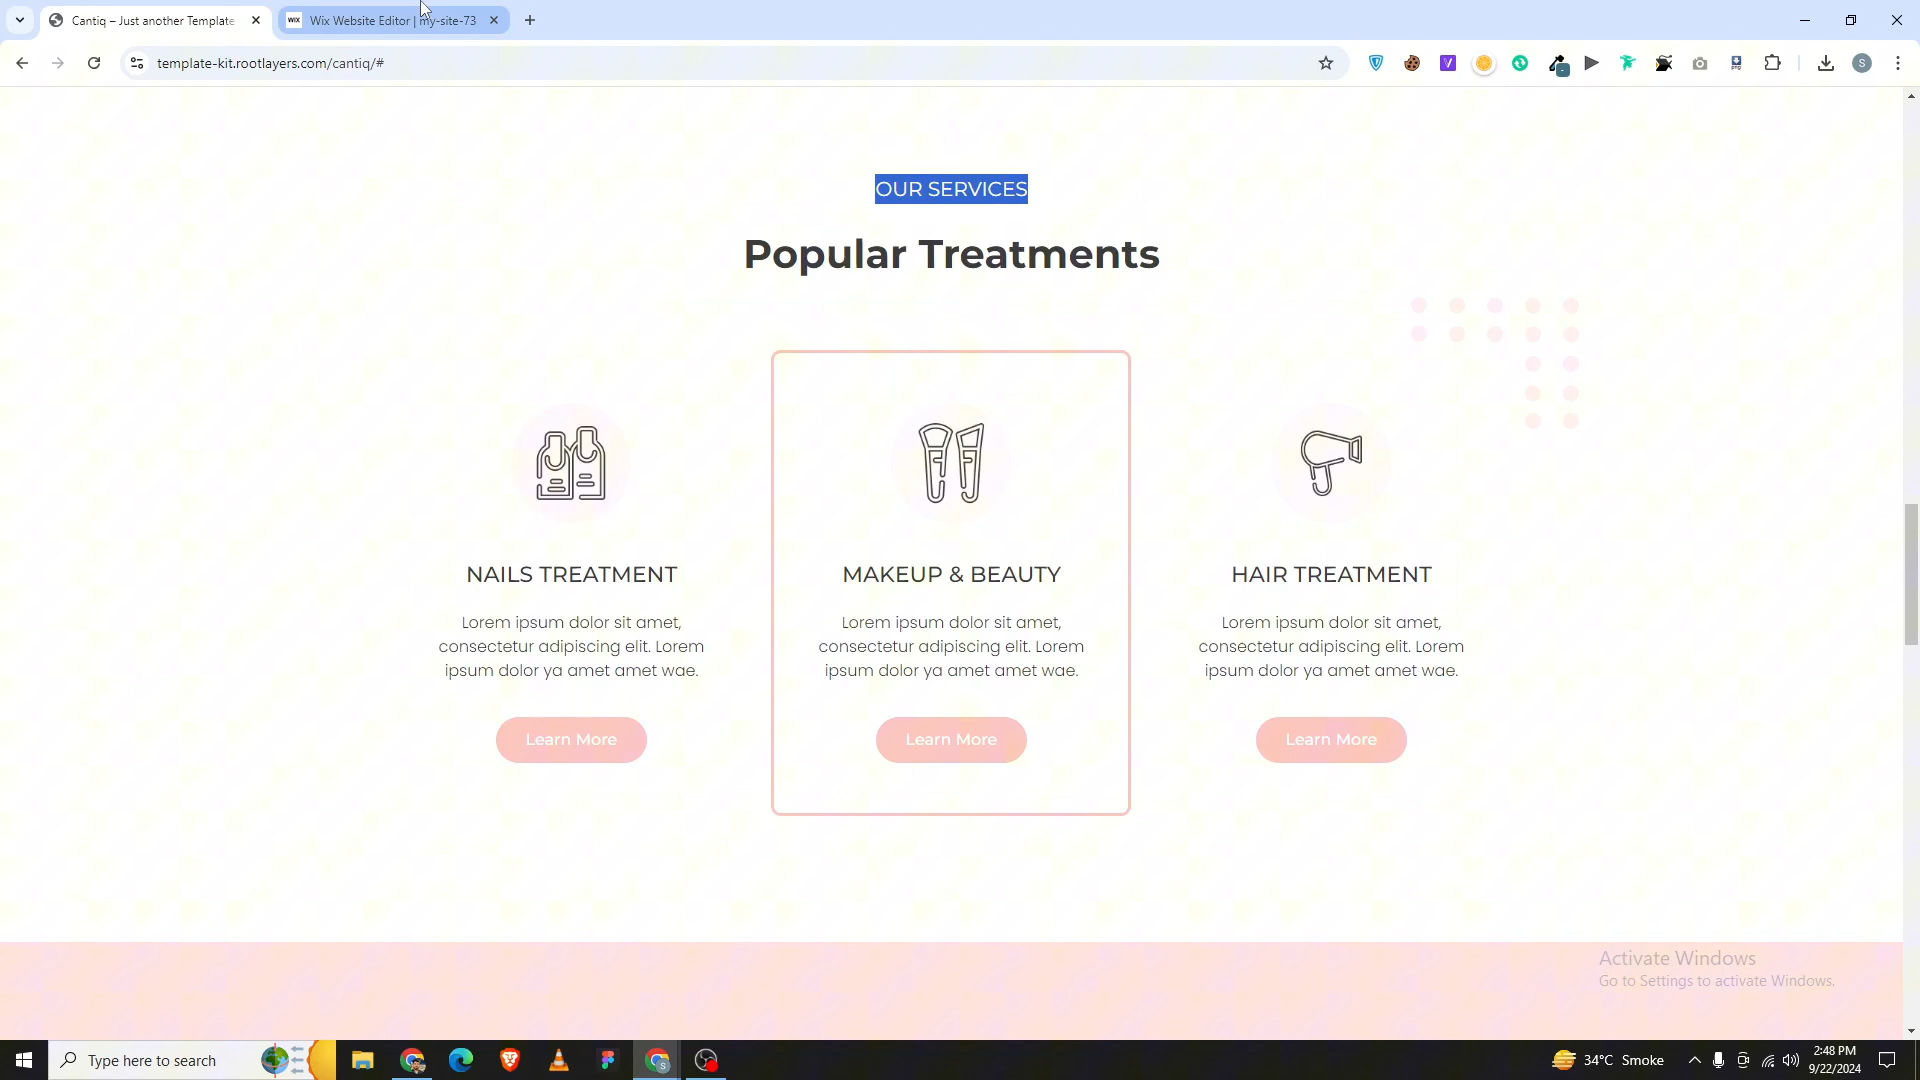 Cantiq – Just another Template
WIX Wix Website Editor | my-site-73
template-kit.rootlayers.com/cantiq/#
S
OUR SERVICES
Popular Treatments
NAILS TREATMENT
Lorem ipsum dolor sit amet,
consectetur adipiscing elit. Lorem
ipsum dolor ya amet amet wae.
Learn More
MAKEUP & BEAUTY
Lorem ipsum dolor sit amet,
consectetur adipiscing elit. Lorem
ipsum dolor ya amet amet wae.
Learn More
HAIR TREATMENT
Lorem ipsum dolor sit amet,
consectetur adipiscing elit. Lorem
ipsum dolor ya amet amet wae.
Learn More
Activate Windows
Go to Settings to activate Windows.
Type here to search
34°C Smoke
2:48 PM
9/22/2024